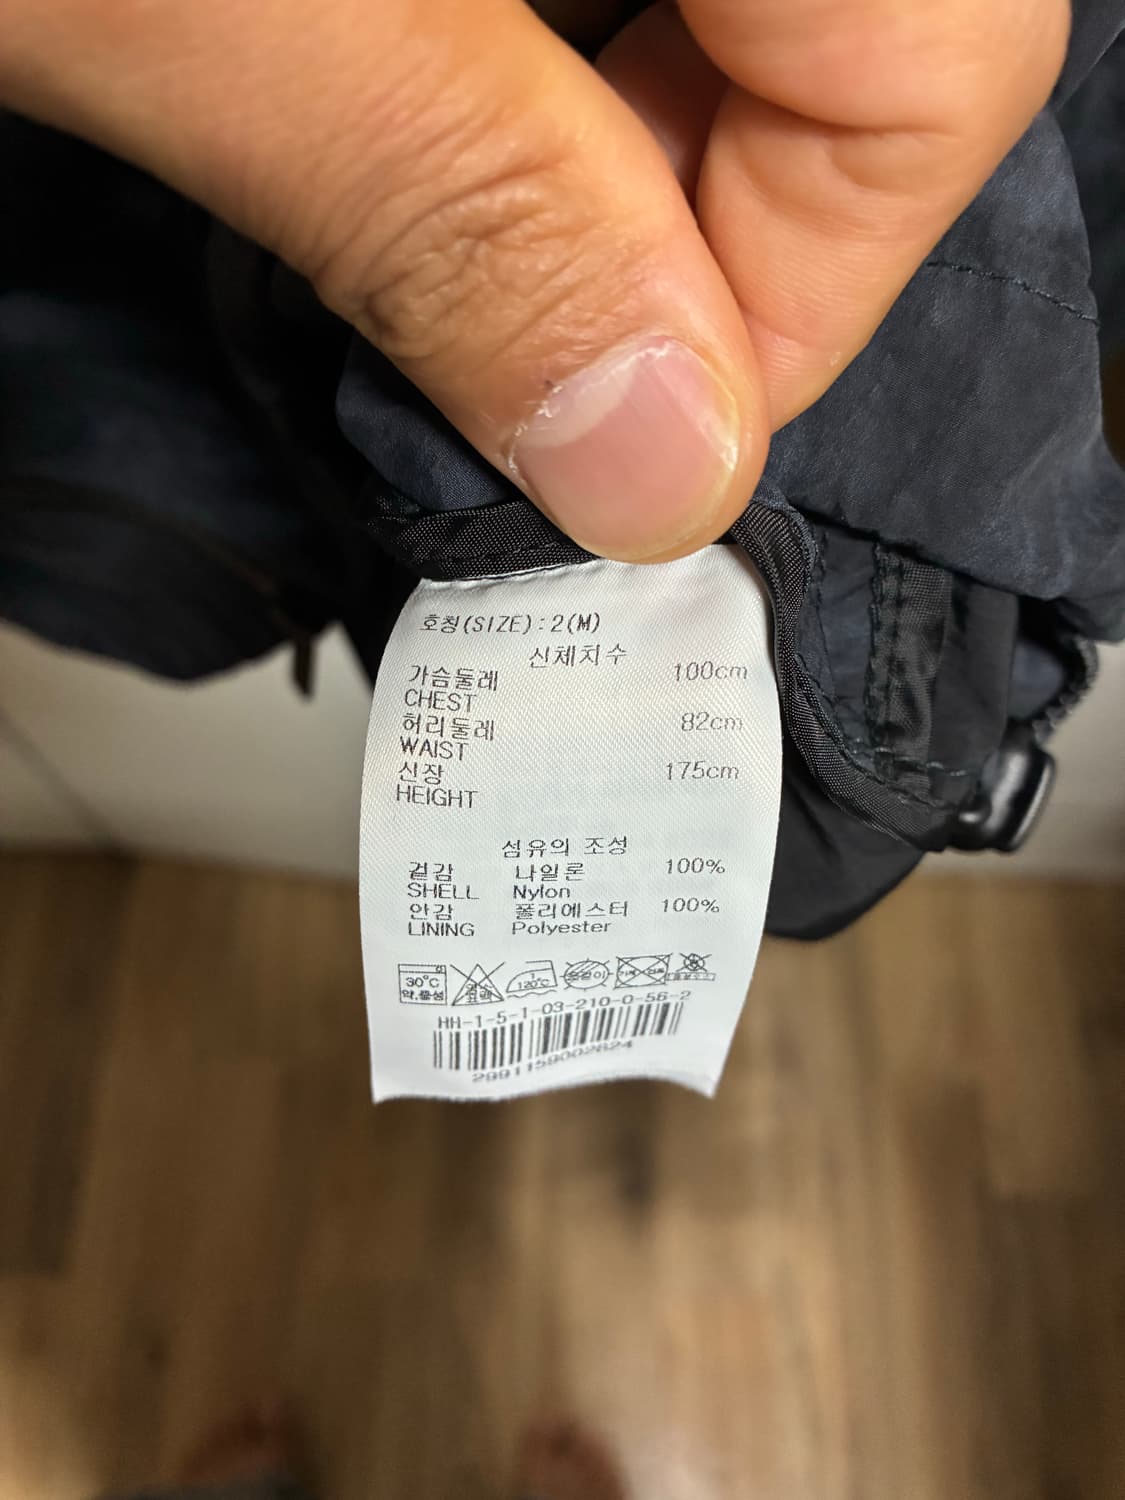 호칭(SIZE):2(M)
신체치수
가슴둘레 100cm
CHEST
허리둘레 82cm
WAIST
신장 175cm
HEIGHT
섬유의 조성
겉감 나일론 100%
SHELL Nylon
안감 폴리에스터 100%
LINING Polyester
30°C 120°C
약.중성
HH-1-5-1-03-210-0-56-2
2991159002824